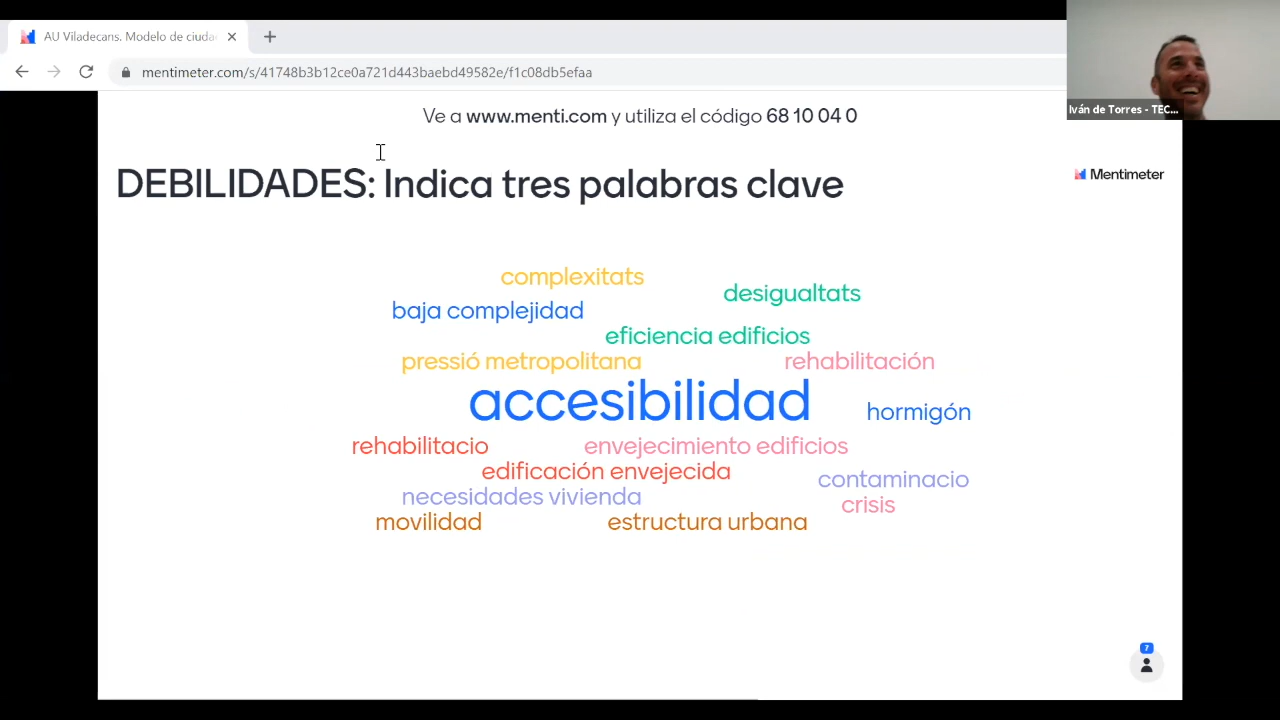 AU Viladecans. Modelo de ciuda
mentimeter.com/s/41748b3b12ce0a721d443baebd49582e/f1c08db5efaa
Iván de Torres - TEC...
Ve a www.menti.com y utiliza el código 68 10 04 0
DEBILIDADES: Indica tres palabras clave
Mentimeter
complexitats
desigualtats
baja complejidad
eficiencia edificios
pressió metropolitana
rehabilitación
accesibilidad
hormigón
rehabilitacio
envejecimiento edificios
edificación envejecida
contaminacio
necesidades vivienda
crisis
movilidad
estructura urbana
7